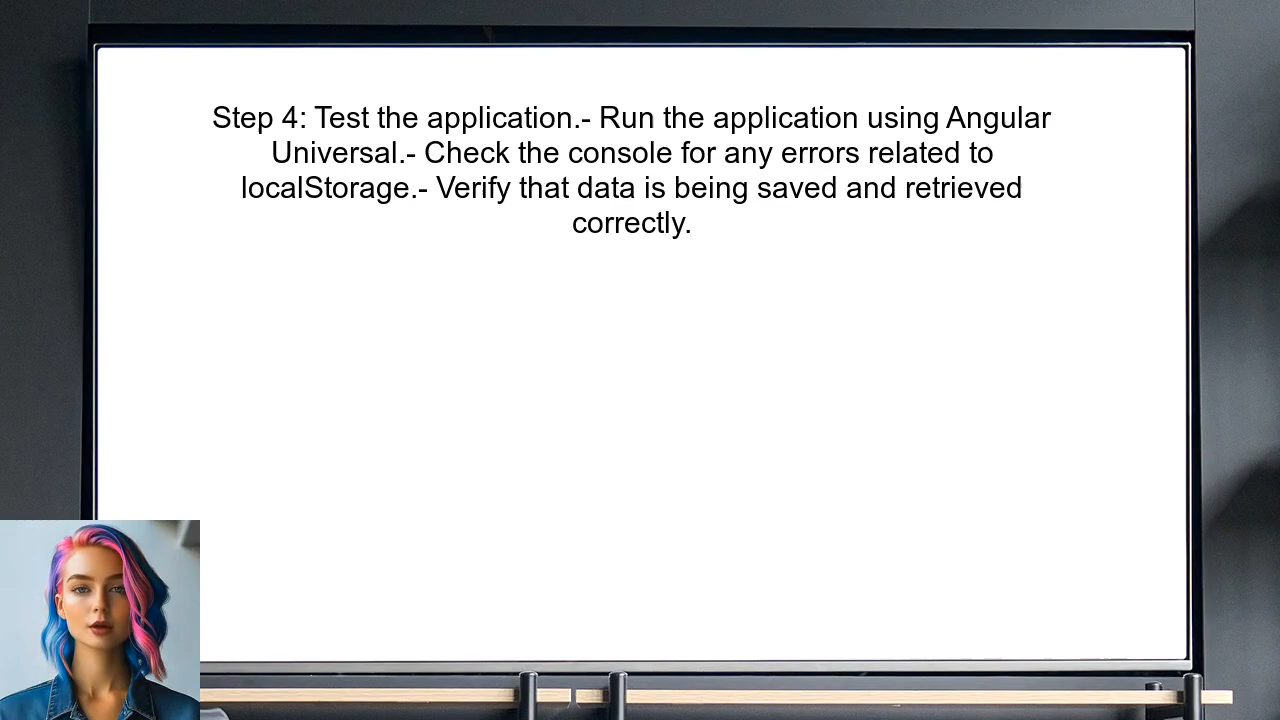 Step 4: Test the application.- Run the application using Angular
Universal.- Check the console for any errors related to
localStorage.- Verify that data is being saved and retrieved
correctly.